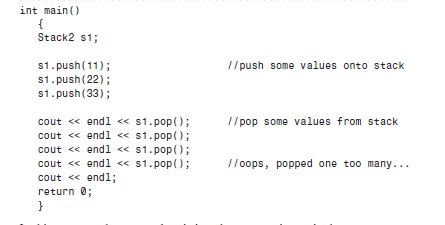 int main()
{
Stack2 s1;
s1.push(11); //push some values onto stack
s1.push(22);
s1.push(33);
cout << endl << s1.pop(); //pop some values from stack
cout << endl << s1.pop();
cout << endl << s1.pop();
cout << endl << s1.pop(); //oops, popped one too many...
cout << endl;
return 0;
}